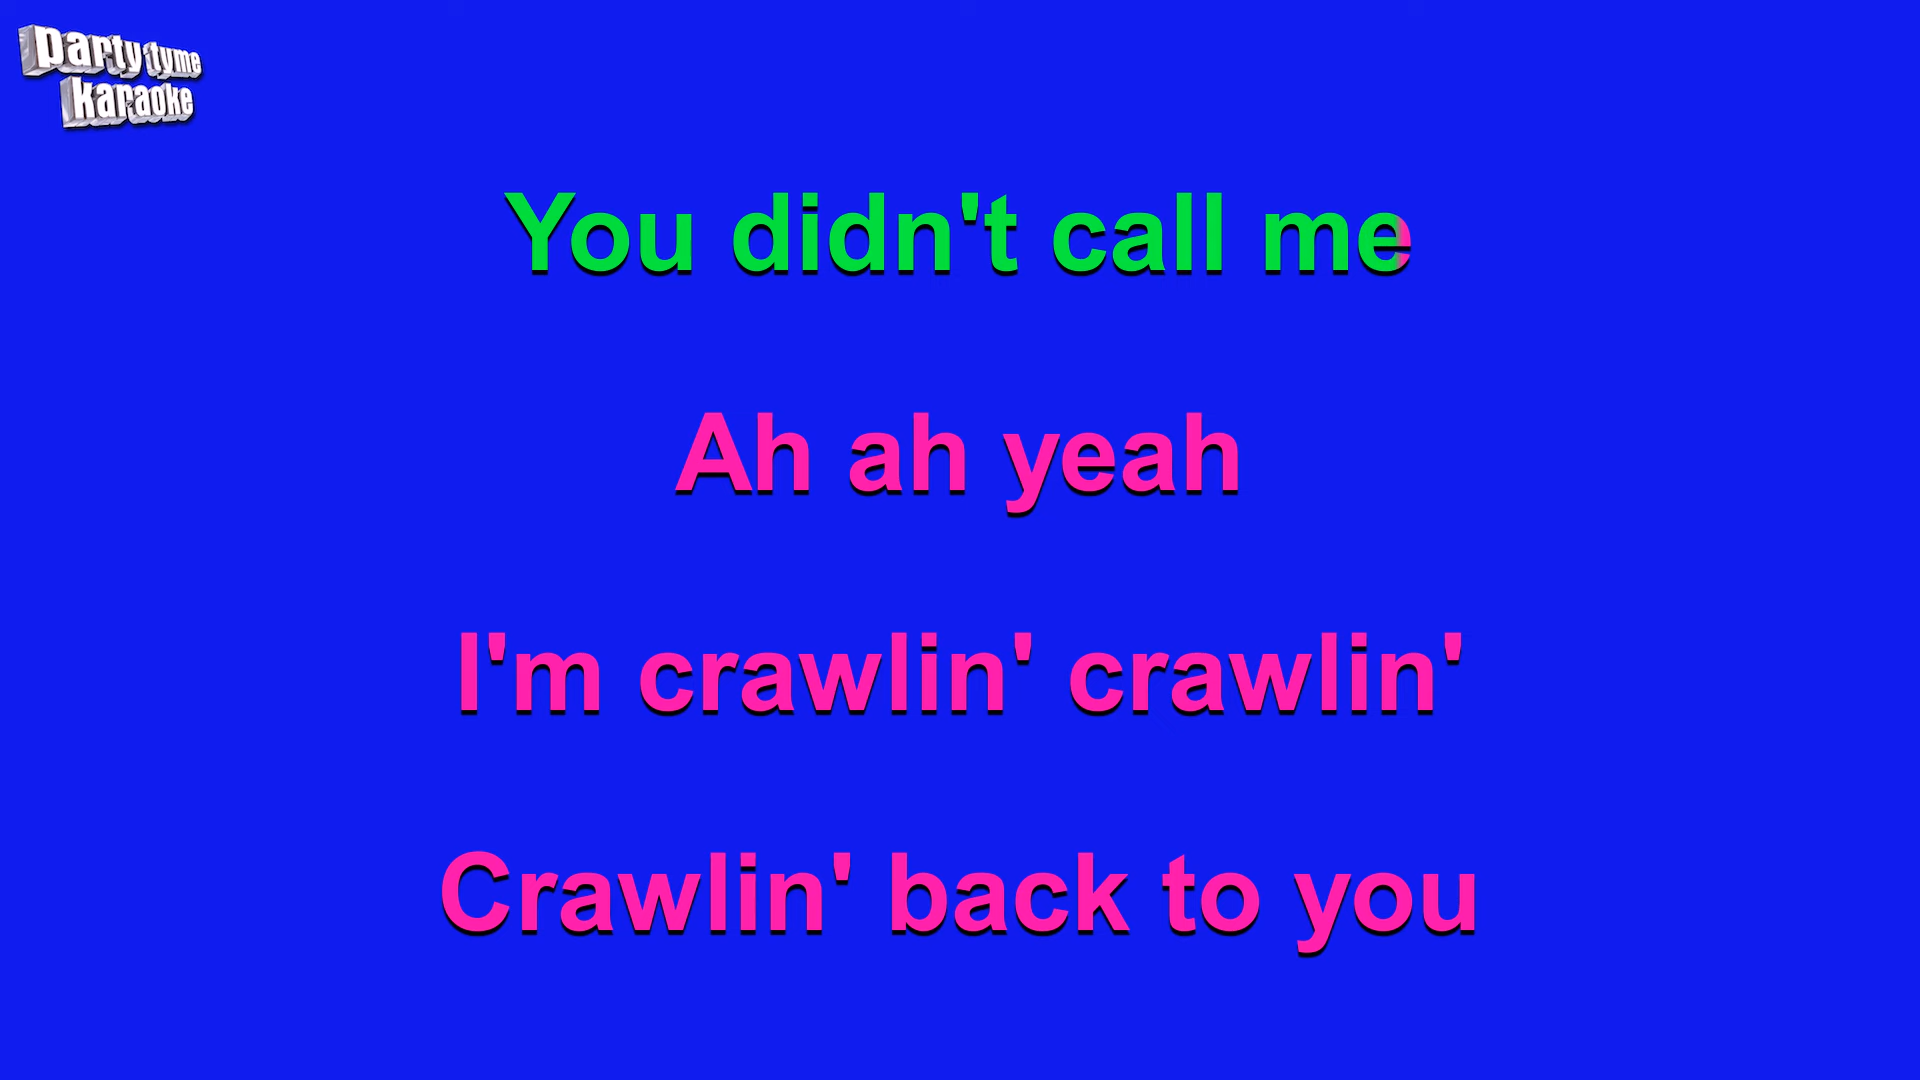 party tyme
karaoke
You didn't call me
Ah ah yeah
I'm crawlin' crawlin'
Crawlin' back to you